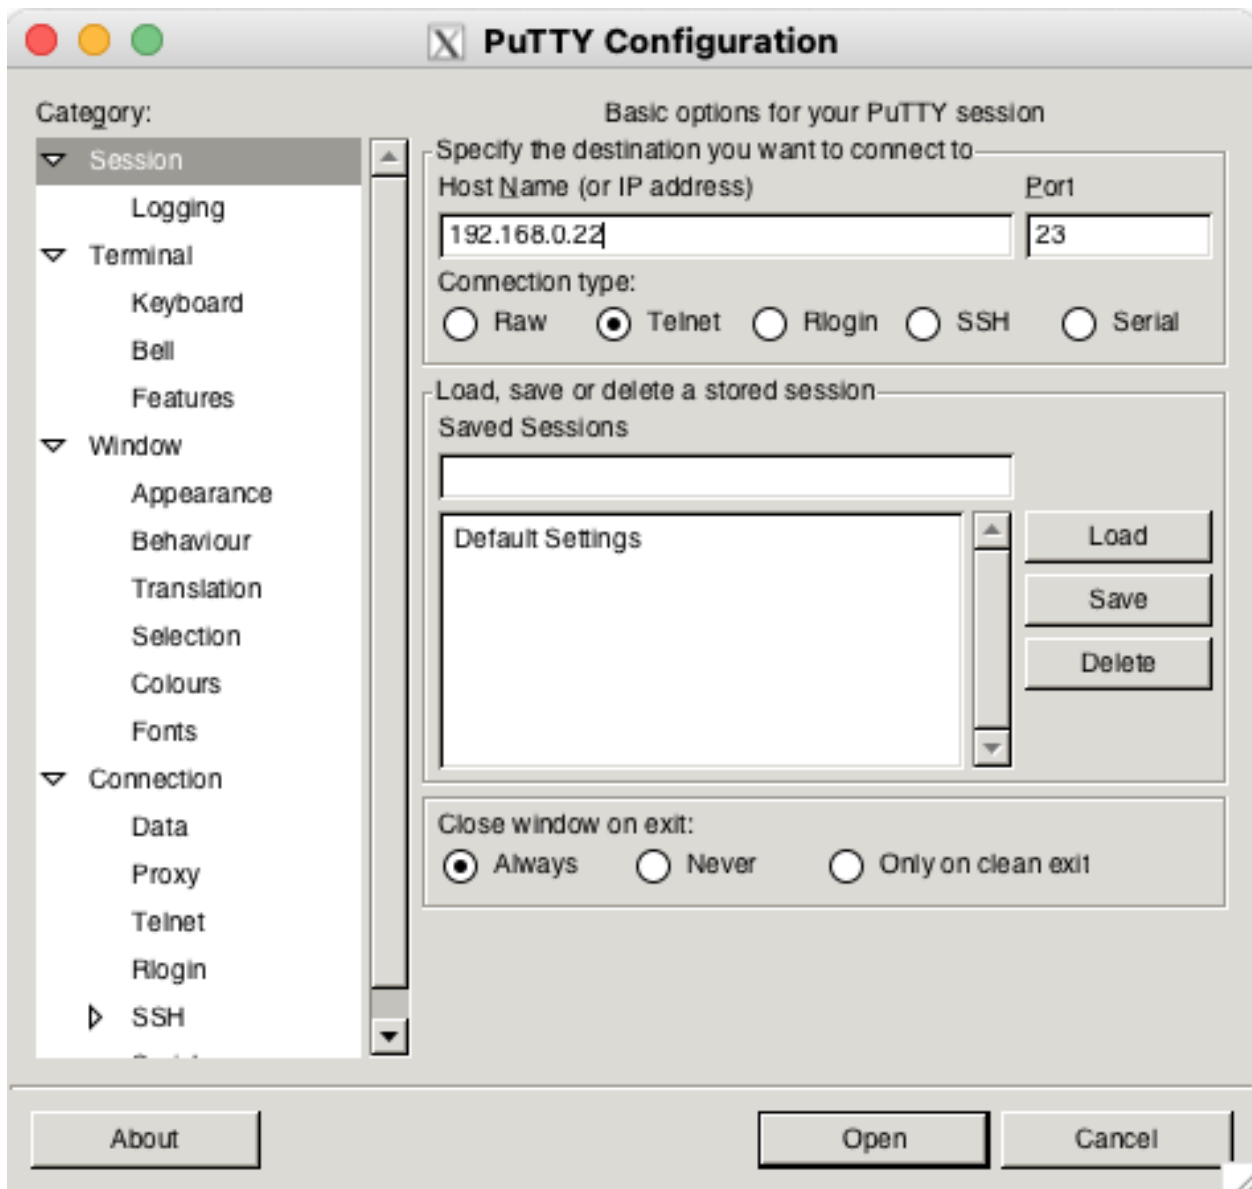 PuTTY Configuration
Category:
Session
Logging
Terminal
Keyboard
Bell
Features
Window
Appearance
Behaviour
Translation
Selection
Colours
Fonts
Connection
Data
Proxy
Telnet
Rlogin
SSH
Basic options for your PuTTY session
Specify the destination you want to connect to
Host Name (or IP address) Port
192.168.0.22 23
Connection type:
Raw Telnet Rlogin SSH Serial
Load, save or delete a stored session
Saved Sessions
Default Settings
Load
Save
Delete
Close window on exit:
Always Never Only on clean exit
About Open Cancel